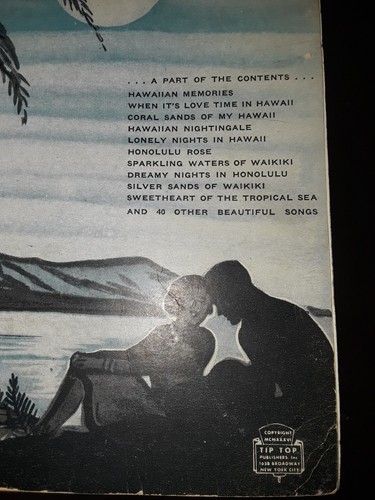 ... A PART OF THE CONTENTS ...
HAWAIIAN MEMORIES
WHEN IT'S LOVE TIME IN HAWAII
CORAL SANDS OF MY HAWAII
HAWAIIAN NIGHTINGALE
LONELY NIGHTS IN HAWAII
HONOLULU ROSE
SPARKLING WATERS OF WAIKIKI
DREAMY NIGHTS IN HONOLULU
SILVER SANDS OF WAIKIKI
SWEETHEART OF THE TROPICAL SEA
AND 40 OTHER BEAUTIFUL SONGS
COPYRIGHT
MCMXXXVI
TIP TOP
PUBLISHERS, Inc
1658 BROADWAY
NEW YORK CITY